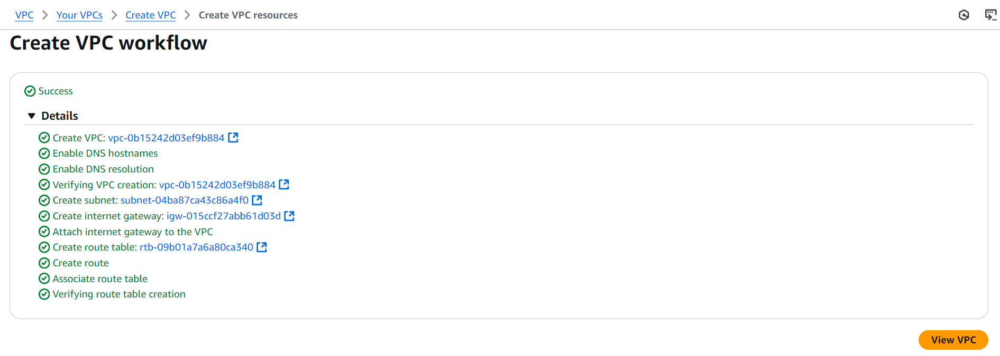 VPC > Your VPCs > Create VPC > Create VPC resources
Create VPC workflow
Success
Details
Create VPC: vpc-0b15242d03ef9b884
Enable DNS hostnames
Enable DNS resolution
Verifying VPC creation: vpc-0b15242d03ef9b884
Create subnet: subnet-04ba87ca43c86a4f0
Create internet gateway: igw-015ccf27abb61d03d
Attach internet gateway to the VPC
Create route table: rtb-09b01a7a6a80ca340
Create route
Associate route table
Verifying route table creation
View VPC